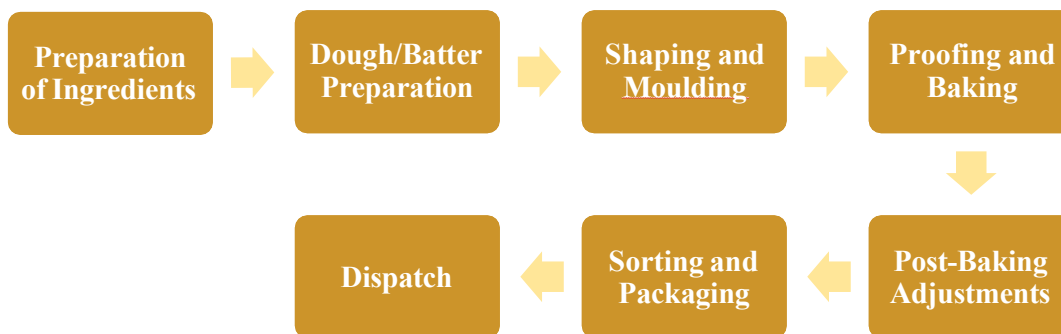 Preparation
of Ingredients
Dough/Batter
Preparation
Shaping and
Moulding
Proofing and
Baking
Post-Baking
Adjustments
Sorting and
Packaging
Dispatch